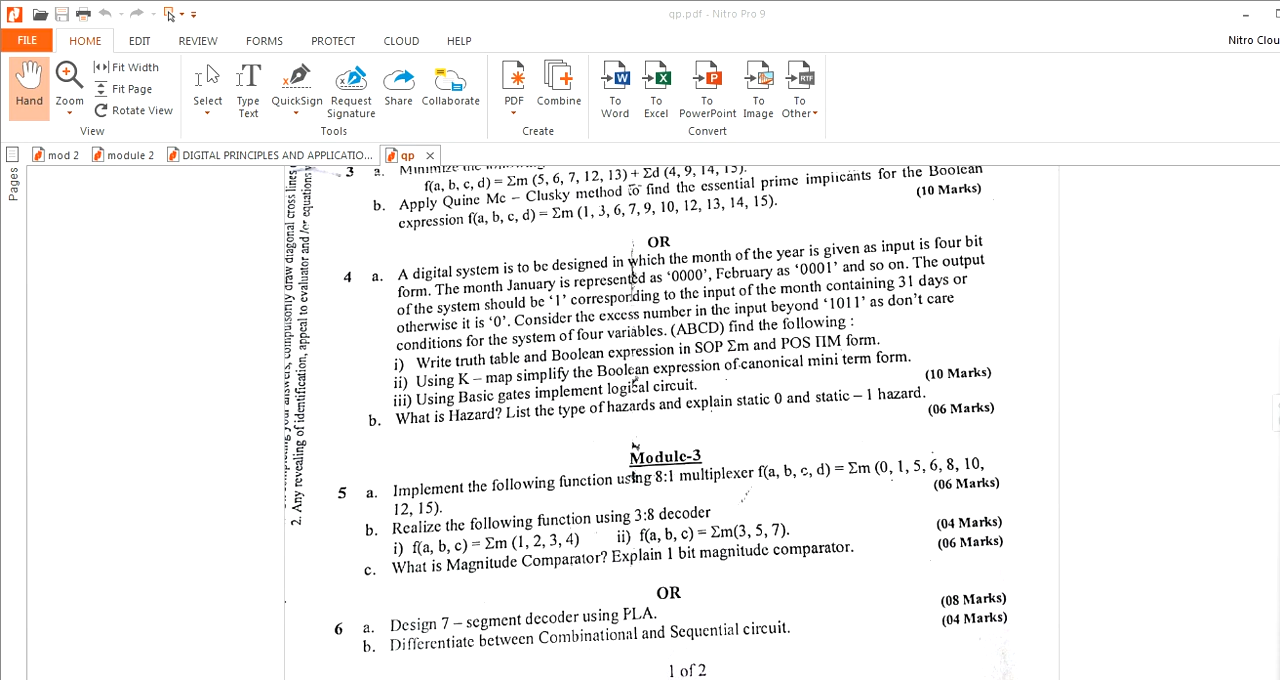 qp.pdf - Nitro Pro 9
FILE HOME EDIT REVIEW FORMS PROTECT CLOUD HELP Nitro Clou
Hand Zoom Fit Width Fit Page Rotate View Select Type Text QuickSign Request Signature Share Collaborate PDF Combine To Word To Excel To PowerPoint To Image To Other
View Tools Create Convert
mod 2 module 2 DIGITAL PRINCIPLES AND APPLICATIO... qp
Pages
2. Any revealing of identification, appeal to evaluator and /or equations
draw diagonal cross lines
3 a. Minimize the
f(a, b, c, d) = Σm (5, 6, 7, 12, 13) + Σd (4, 9, 14, 15).
b. Apply Quine Mc – Clusky method to find the essential prime implicants for the Boolean
expression f(a, b, c, d) = Σm (1, 3, 6, 7, 9, 10, 12, 13, 14, 15). (10 Marks)
OR
4 a. A digital system is to be designed in which the month of the year is given as input is four bit
form. The month January is represented as ‘0000’, February as ‘0001’ and so on. The output
of the system should be ‘1’ corresponding to the input of the month containing 31 days or
otherwise it is ‘0’. Consider the excess number in the input beyond ‘1011’ as don’t care
conditions for the system of four variables. (ABCD) find the following :
i) Write truth table and Boolean expression in SOP Σm and POS ΠM form.
ii) Using K – map simplify the Boolean expression of canonical mini term form.
iii) Using Basic gates implement logical circuit. (10 Marks)
b. What is Hazard? List the type of hazards and explain static 0 and static – 1 hazard.
(06 Marks)
Module-3
5 a. Implement the following function using 8:1 multiplexer f(a, b, c, d) = Σm (0, 1, 5, 6, 8, 10,
12, 15). (06 Marks)
b. Realize the following function using 3:8 decoder
i) f(a, b, c) = Σm (1, 2, 3, 4) ii) f(a, b, c) = Σm(3, 5, 7). (04 Marks)
c. What is Magnitude Comparator? Explain 1 bit magnitude comparator. (06 Marks)
OR
6 a. Design 7 – segment decoder using PLA. (08 Marks)
b. Differentiate between Combinational and Sequential circuit. (04 Marks)
1 of 2